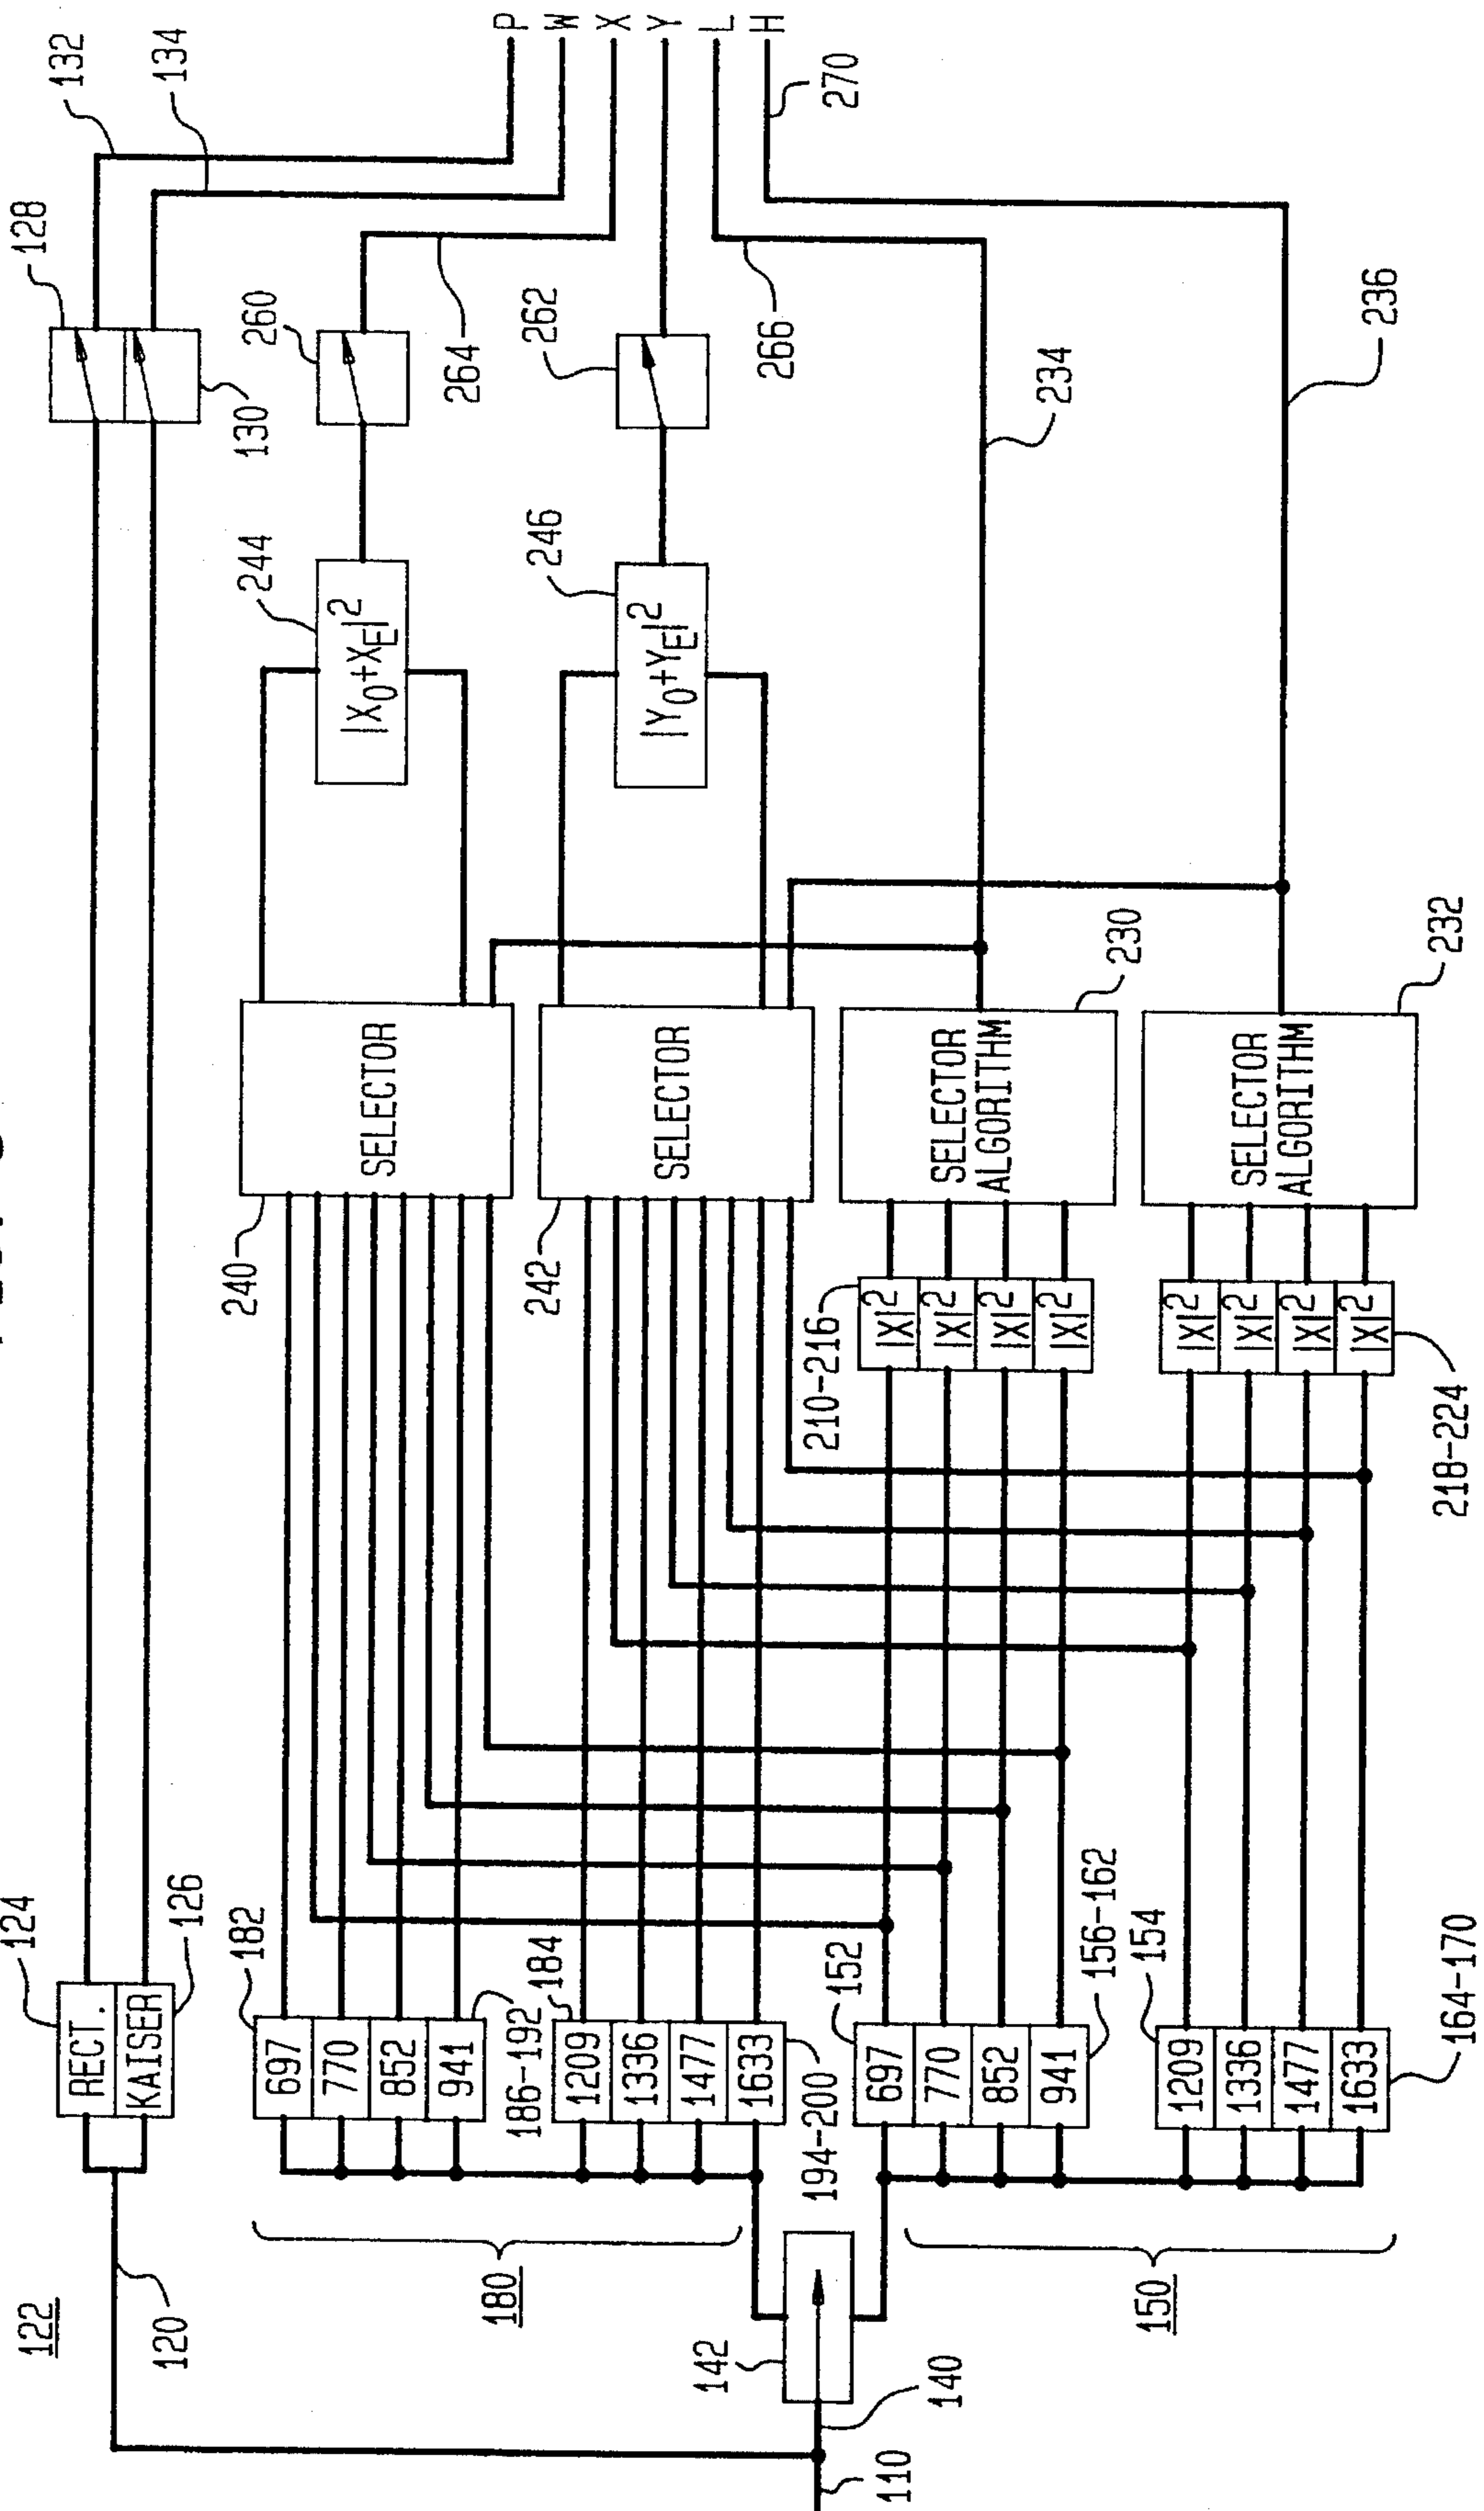 122
120
124
RECT.
KAISER
126
128
130
132
134
P
W
X
Y
L
H
270
182
697
770
852
941
186-192
184
1209
1336
1477
1633
194-200
180
240
SELECTOR
242
SELECTOR
244
|X0+XE|2
246
|Y0+YE|2
260
262
264
266
234
236
142
140
110
150
152
697
770
852
941
156-162
154
1209
1336
1477
1633
164-170
210-216
|X|2
|X|2
|X|2
|X|2
218-224
|X|2
|X|2
|X|2
|X|2
SELECTOR
ALGORITHM
230
SELECTOR
ALGORITHM
232